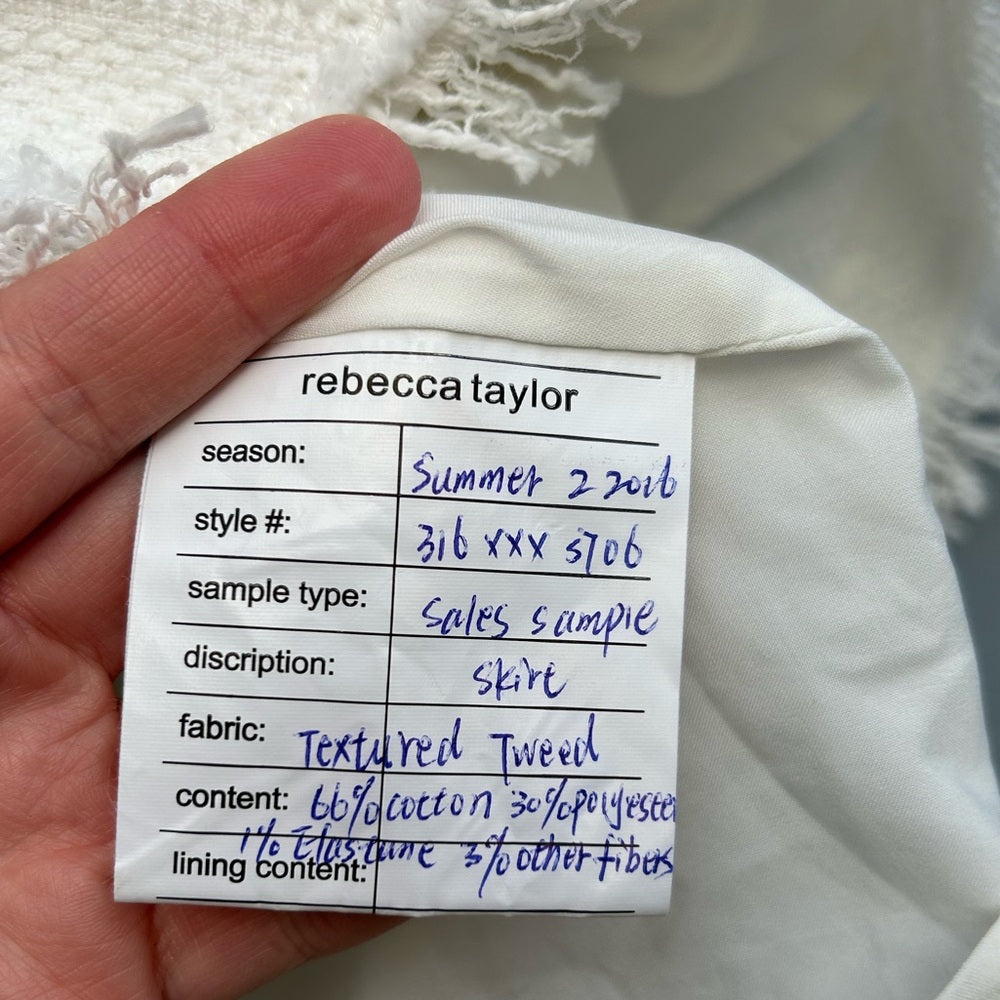 rebecca taylor
season: Summer 2 2016
style #: 316 xxx S706
sample type: Sales sample
discription: Skirt
fabric: Textured Tweed
content: 66% cotton 30% polyester
1% Elastane 3% other fibers
lining content: